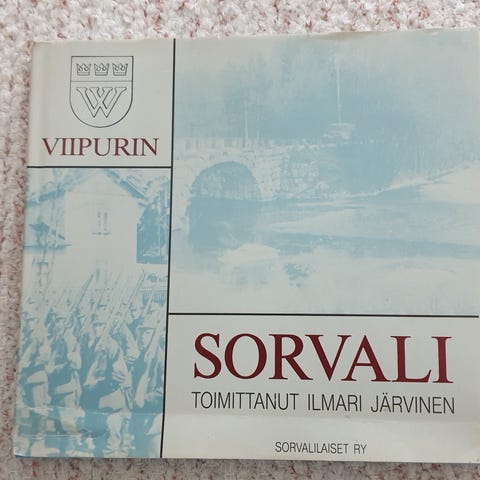 W
VIIPURIN
SORVALI
TOIMITTANUT ILMARI JÄRVINEN
SORVALILAISET RY